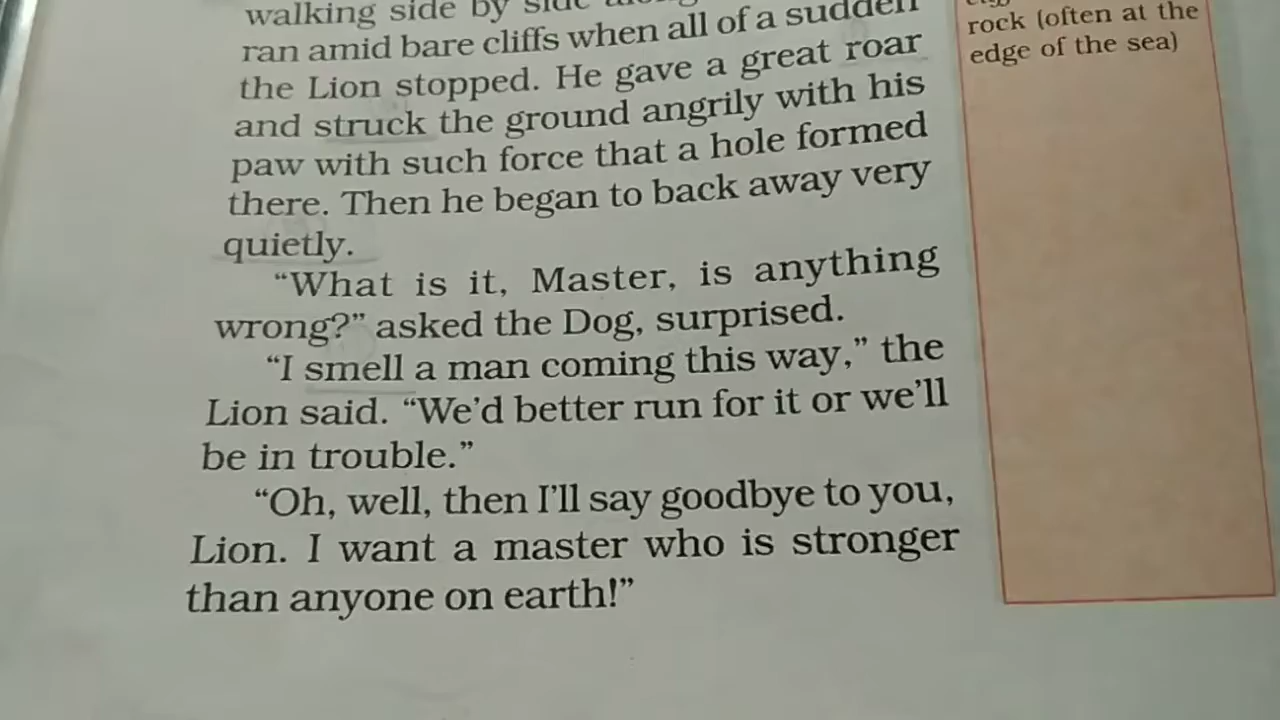 walking side by side
ran amid bare cliffs when all of a sudden
the Lion stopped. He gave a great roar
and struck the ground angrily with his
paw with such force that a hole formed
there. Then he began to back away very
quietly.
“What is it, Master, is anything
wrong?” asked the Dog, surprised.
“I smell a man coming this way,” the
Lion said. “We’d better run for it or we’ll
be in trouble.”
“Oh, well, then I’ll say goodbye to you,
Lion. I want a master who is stronger
than anyone on earth!”
rock (often at the
edge of the sea)